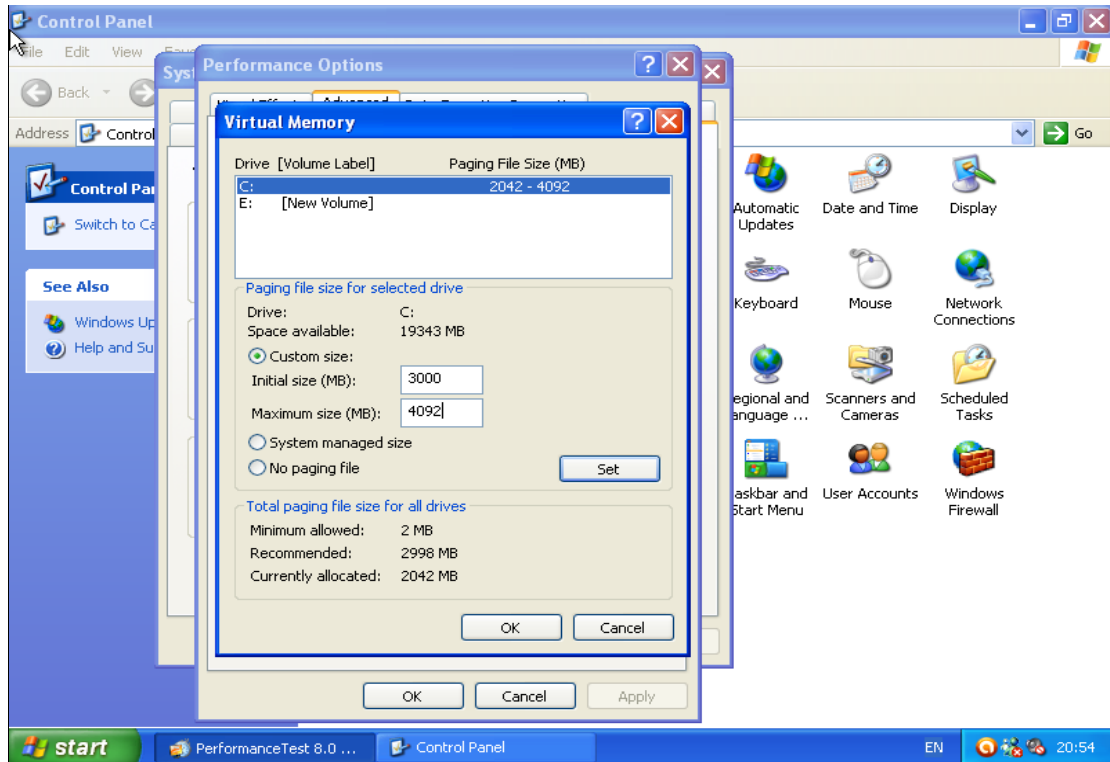 Control Panel
File Edit View
Back
Address Control
Go
Control Pa
Switch to Ca
See Also
Windows Up
Help and Su
Syst
Performance Options
Advanced
Virtual Memory
Drive [Volume Label] Paging File Size (MB)
C: 2042 - 4092
E: [New Volume]
Paging file size for selected drive
Drive: C:
Space available: 19343 MB
Custom size:
Initial size (MB): 3000
Maximum size (MB): 4092
System managed size
No paging file
Set
Total paging file size for all drives
Minimum allowed: 2 MB
Recommended: 2998 MB
Currently allocated: 2042 MB
OK Cancel
OK Cancel Apply
Automatic
Updates
Date and Time
Display
Keyboard
Mouse
Network
Connections
egional and
anguage ...
Scanners and
Cameras
Scheduled
Tasks
askbar and
Start Menu
User Accounts
Windows
Firewall
start
PerformanceTest 8.0 ...
Control Panel
EN
20:54